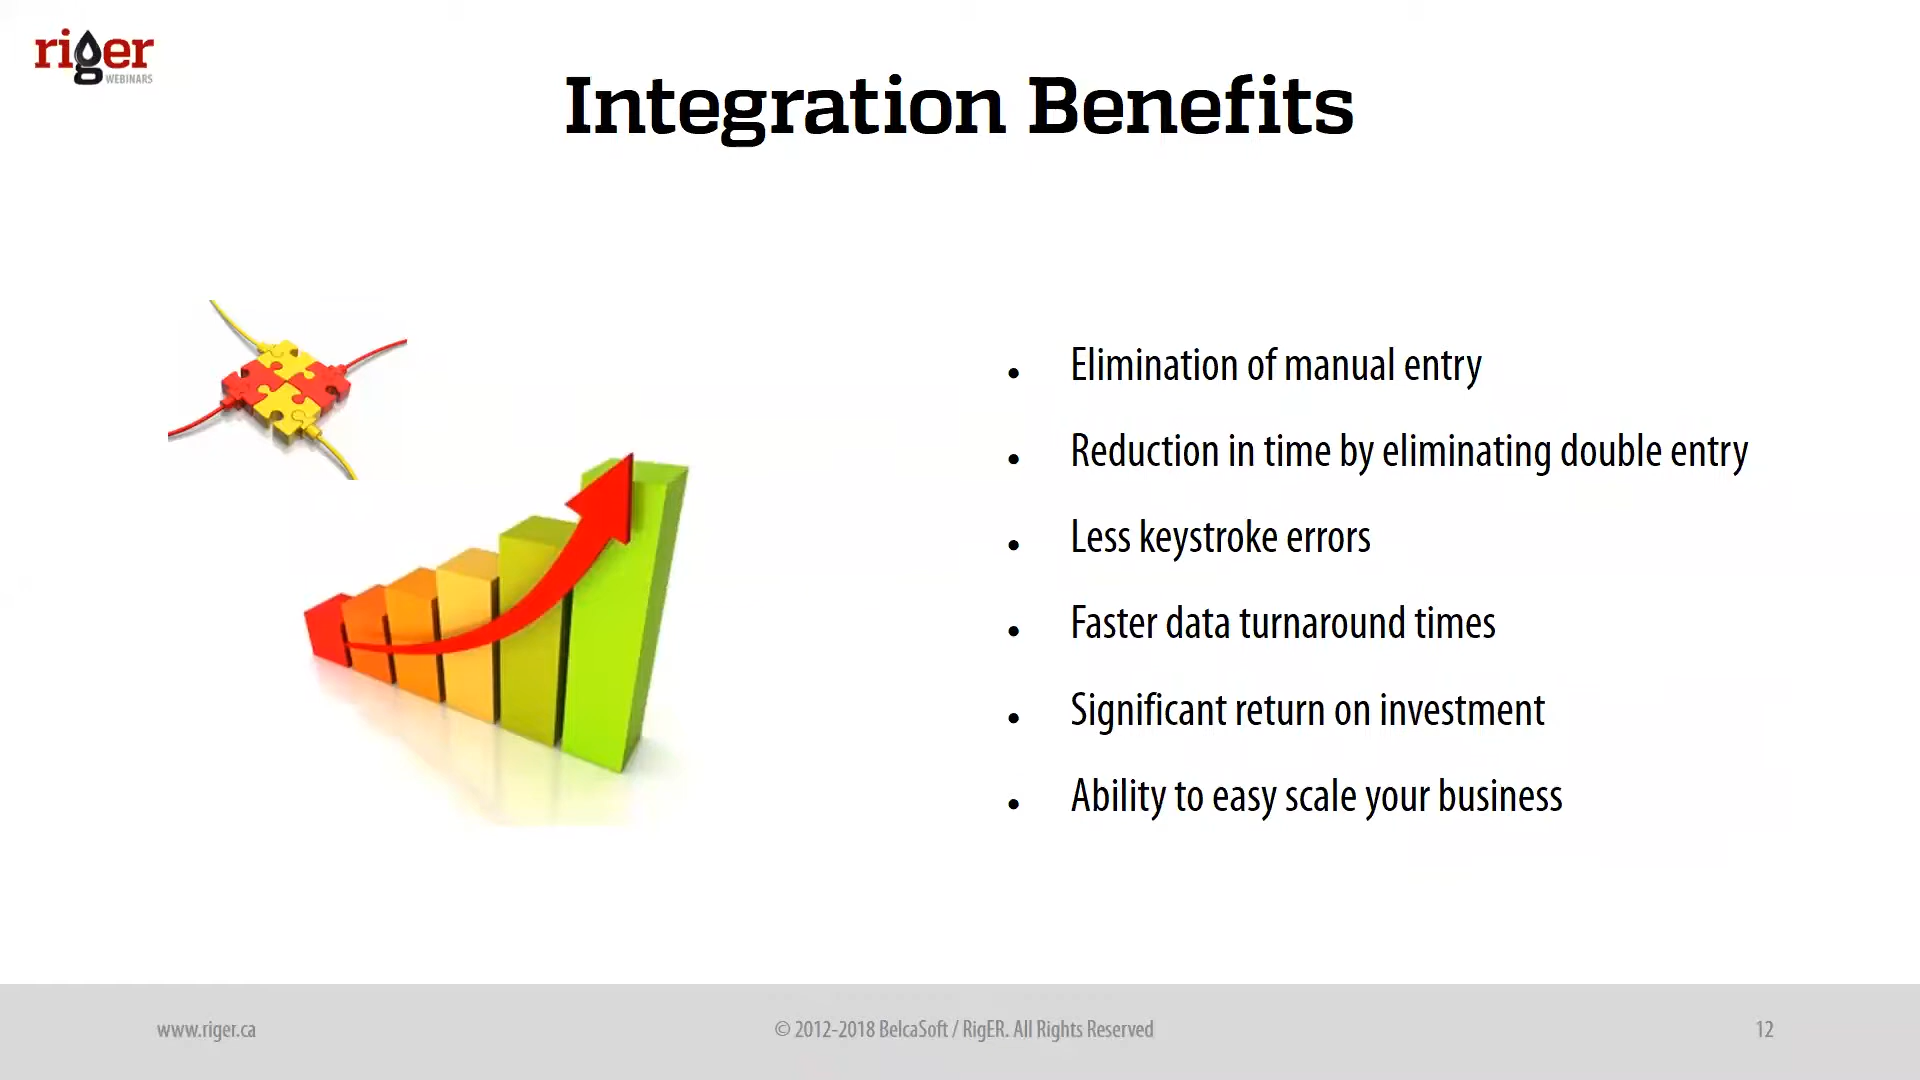 riger
WEBINARS
Integration Benefits
• Elimination of manual entry
• Reduction in time by eliminating double entry
• Less keystroke errors
• Faster data turnaround times
• Significant return on investment
• Ability to easy scale your business
www.riger.ca
© 2012-2018 BelcaSoft / RigER. All Rights Reserved
12